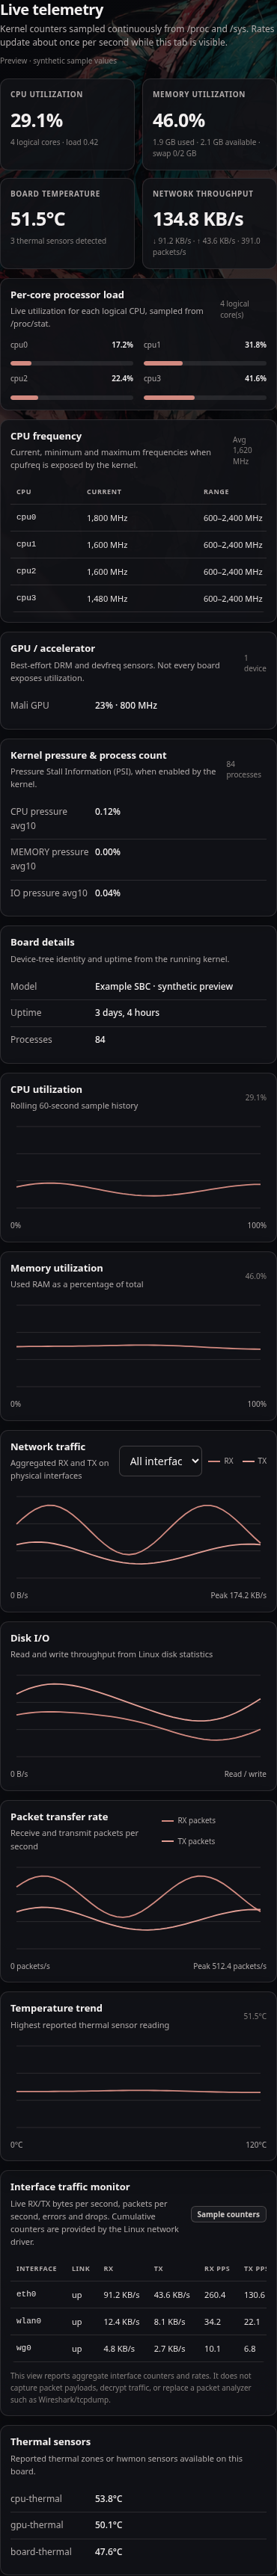 Live telemetry
Kernel counters sampled continuously from /proc and /sys. Rates
update about once per second while this tab is visible.
Preview · synthetic sample values
CPU UTILIZATION
29.1%
4 logical cores · load 0.42
MEMORY UTILIZATION
46.0%
1.9 GB used · 2.1 GB available ·
swap 0/2 GB
BOARD TEMPERATURE
51.5°C
3 thermal sensors detected
NETWORK THROUGHPUT
134.8 KB/s
↓ 91.2 KB/s · ↑ 43.6 KB/s · 391.0
packets/s
Per-core processor load
Live utilization for each logical CPU, sampled from
/proc/stat.
4 logical
core(s)
cpu0 17.2%
cpu1 31.8%
cpu2 22.4%
cpu3 41.6%
CPU frequency
Current, minimum and maximum frequencies when
cpufreq is exposed by the kernel.
Avg
1,620
MHz
CPU CURRENT RANGE
cpu0 1,800 MHz 600–2,400 MHz
cpu1 1,600 MHz 600–2,400 MHz
cpu2 1,600 MHz 600–2,400 MHz
cpu3 1,480 MHz 600–2,400 MHz
GPU / accelerator
Best-effort DRM and devfreq sensors. Not every board
exposes utilization.
1
device
Mali GPU 23% · 800 MHz
Kernel pressure & process count
Pressure Stall Information (PSI), when enabled by the
kernel.
84
processes
CPU pressure
avg10
0.12%
MEMORY pressure
avg10
0.00%
IO pressure avg10 0.04%
Board details
Device-tree identity and uptime from the running kernel.
Model Example SBC · synthetic preview
Uptime 3 days, 4 hours
Processes 84
CPU utilization
Rolling 60-second sample history
29.1%
0% 100%
Memory utilization
Used RAM as a percentage of total
46.0%
0% 100%
Network traffic
Aggregated RX and TX on
physical interfaces
All interfac
RX TX
0 B/s Peak 174.2 KB/s
Disk I/O
Read and write throughput from Linux disk statistics
0 B/s Read / write
Packet transfer rate
Receive and transmit packets per
second
RX packets
TX packets
0 packets/s Peak 512.4 packets/s
Temperature trend
Highest reported thermal sensor reading
51.5°C
0°C 120°C
Interface traffic monitor
Live RX/TX bytes per second, packets per
second, errors and drops. Cumulative
counters are provided by the Linux network
driver.
Sample counters
INTERFACE LINK RX TX RX PPS TX PPS
eth0 up 91.2 KB/s 43.6 KB/s 260.4 130.6
wlan0 up 12.4 KB/s 8.1 KB/s 34.2 22.1
wg0 up 4.8 KB/s 2.7 KB/s 10.1 6.8
This view reports aggregate interface counters and rates. It does not
capture packet payloads, decrypt traffic, or replace a packet analyzer
such as Wireshark/tcpdump.
Thermal sensors
Reported thermal zones or hwmon sensors available on this
board.
cpu-thermal 53.8°C
gpu-thermal 50.1°C
board-thermal 47.6°C